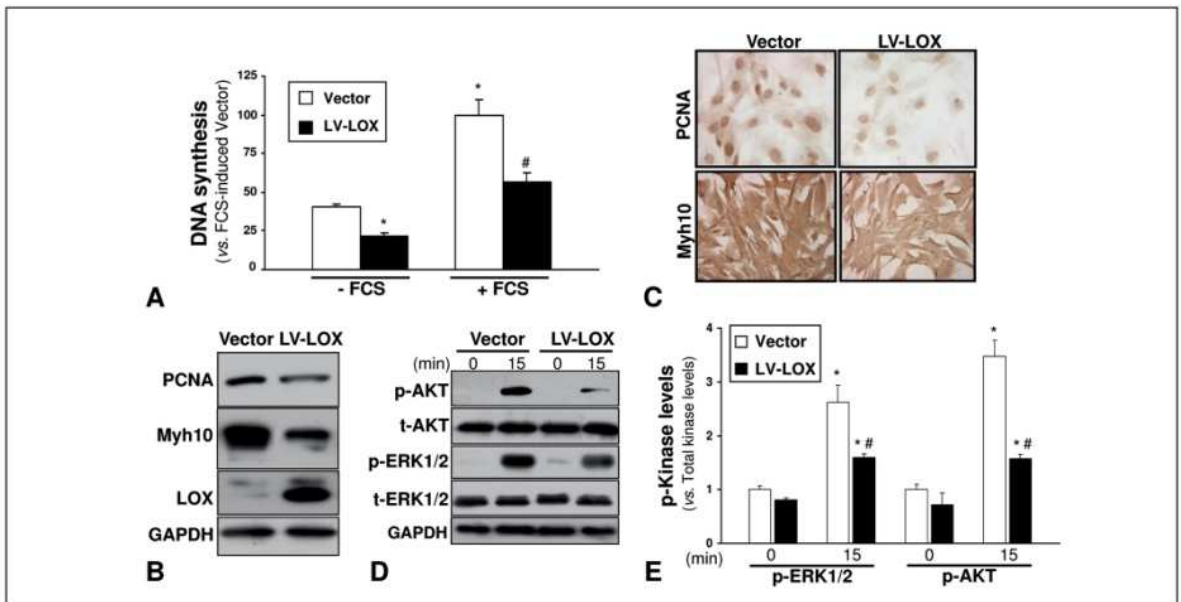 125
100
75
50
25
0
DNA synthesis
(vs. FCS-induced Vector)
Vector
LV-LOX
*
*
#
- FCS
+ FCS
A
Vector LV-LOX
PCNA
Myh10
C
Vector LV-LOX
PCNA
Myh10
LOX
GAPDH
B
Vector LV-LOX
(min) 0 15 0 15
p-AKT
t-AKT
p-ERK1/2
t-ERK1/2
GAPDH
D
4
3
2
1
0
p-Kinase levels
(vs. Total kinase levels)
Vector
LV-LOX
*
* #
*
* #
(min) 0 15 0 15
p-ERK1/2 p-AKT
E